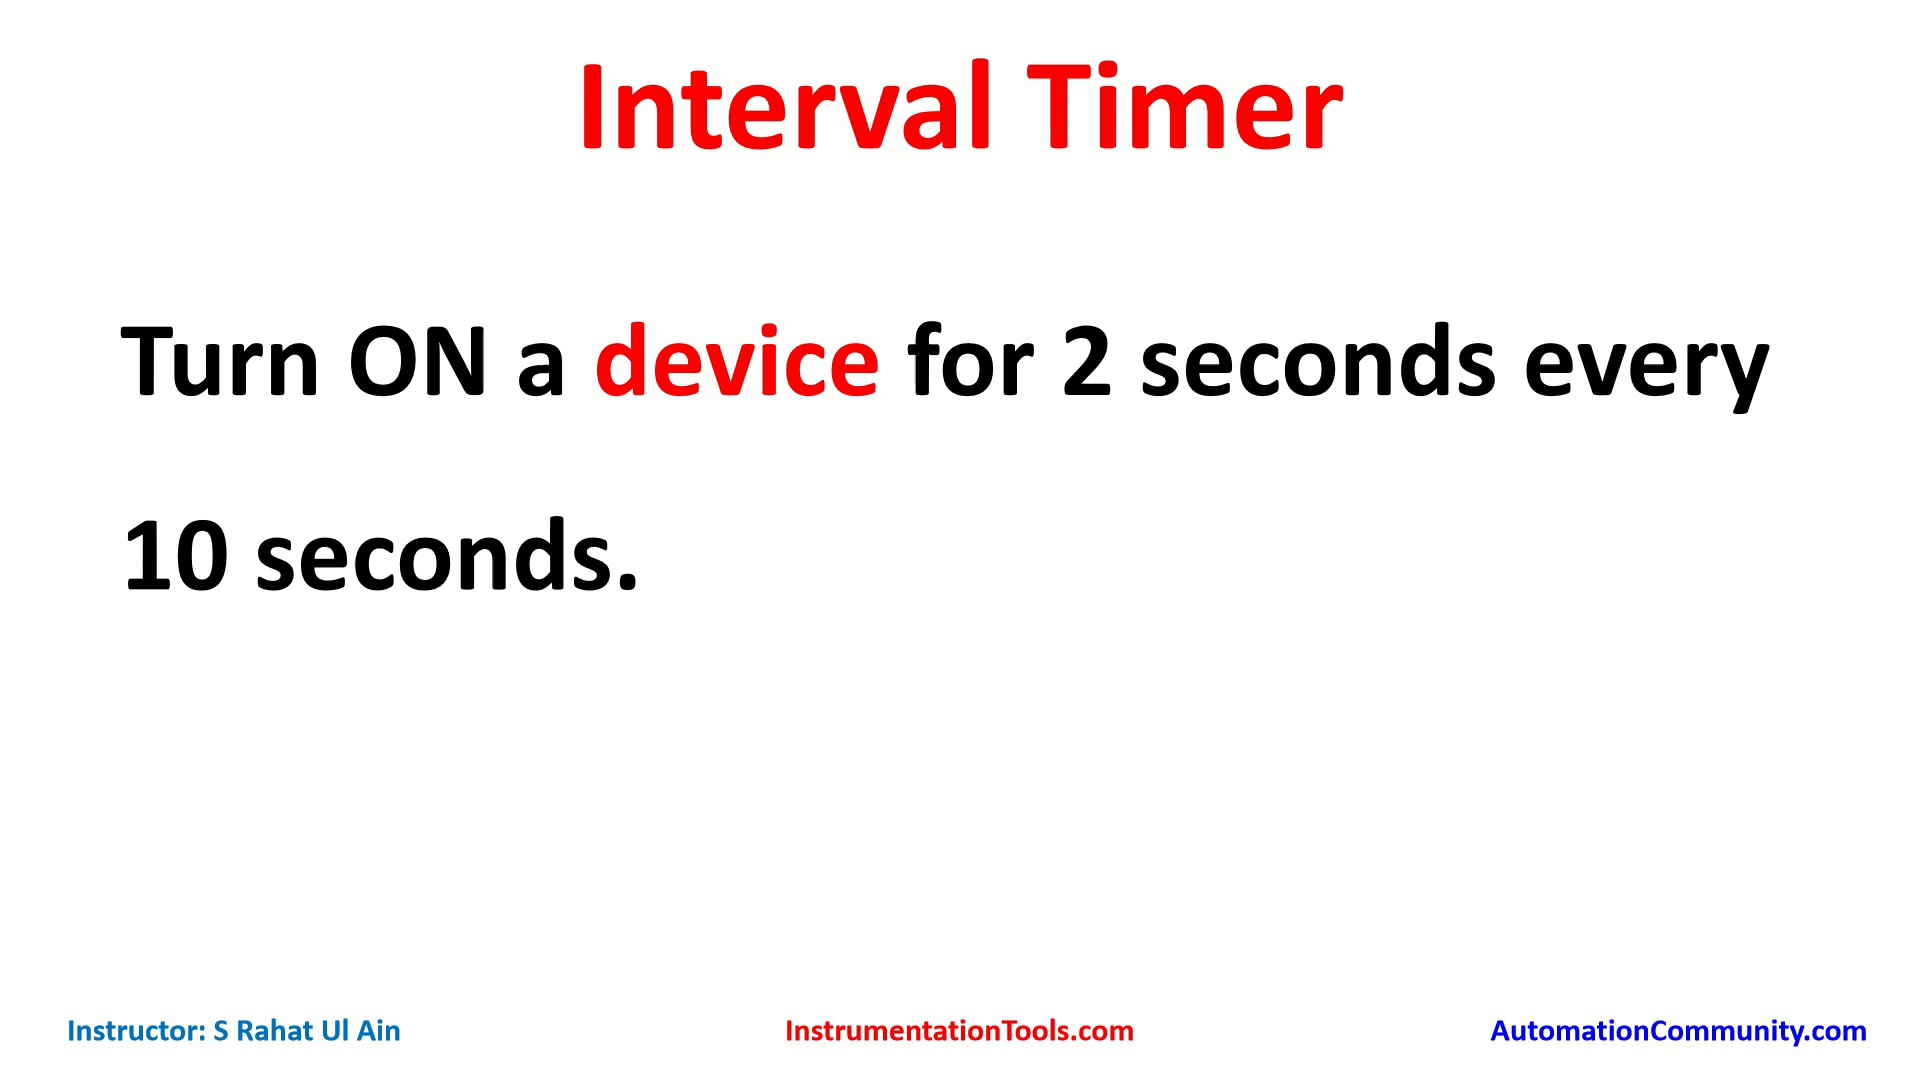 Interval Timer
Turn ON a device for 2 seconds every
10 seconds.
Instructor: S Rahat Ul Ain
InstrumentationTools.com
AutomationCommunity.com